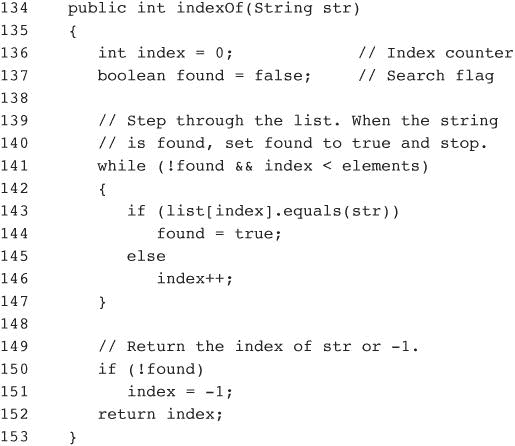 134    public int indexOf(String str)
135    {
136       int index = 0;            // Index counter
137       boolean found = false;    // Search flag
138
139       // Step through the list. When the string
140       // is found, set found to true and stop.
141       while (!found && index < elements)
142       {
143          if (list[index].equals(str))
144             found = true;
145          else
146             index++;
147       }
148
149       // Return the index of str or -1.
150       if (!found)
151          index = -1;
152       return index;
153    }